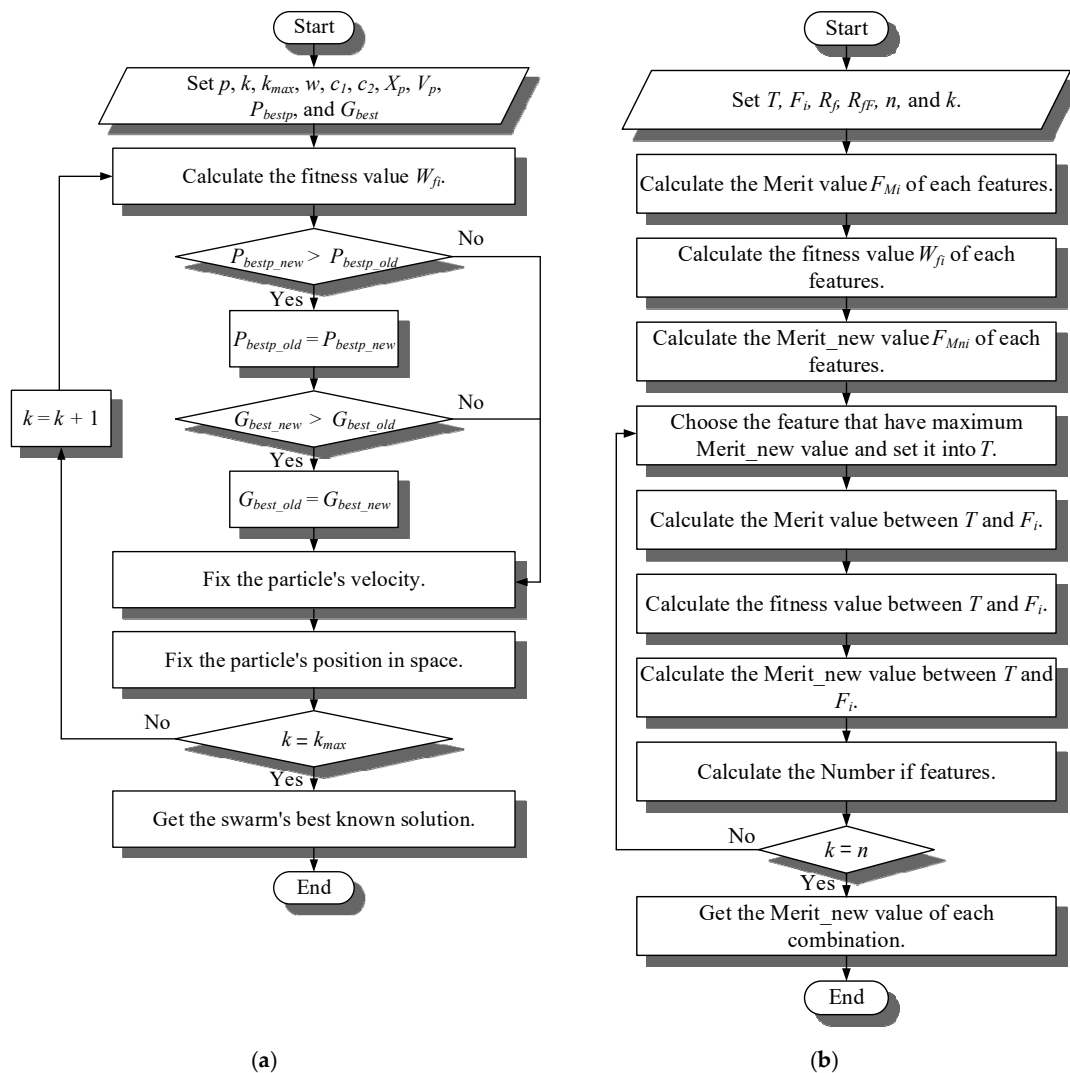 Start
Set p, k, kmax, w, c1, c2, Xp, Vp,
Pbestp, and Gbest
Calculate the fitness value Wfi.
Pbestp_new > Pbestp_old
No
Yes
Pbestp_old = Pbestp_new
Gbest_new > Gbest_old
No
Yes
Gbest_old = Gbest_new
k = k + 1
Fix the particle's velocity.
Fix the particle's position in space.
No
k = kmax
Yes
Get the swarm's best known solution.
End
(a)
Start
Set T, Fi, Rf, RfF, n, and k.
Calculate the Merit value FMi of each features.
Calculate the fitness value Wfi of each
features.
Calculate the Merit_new value FMni of each
features.
Choose the feature that have maximum
Merit_new value and set it into T.
Calculate the Merit value between T and Fi.
Calculate the fitness value between T and Fi.
Calculate the Merit_new value between T and
Fi.
Calculate the Number if features.
No
k = n
Yes
Get the Merit_new value of each
combination.
End
(b)